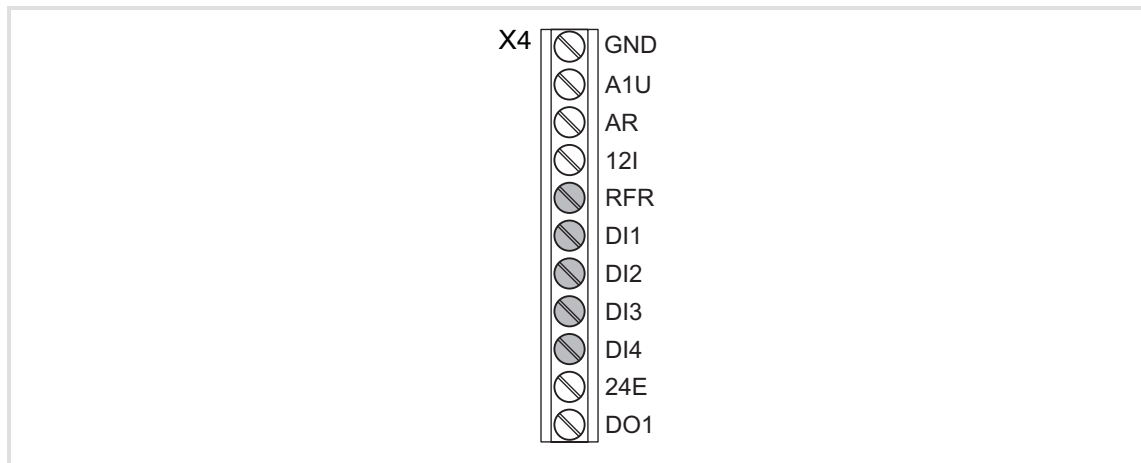 X4 GND
A1U
AR
12I
RFR
DI1
DI2
DI3
DI4
24E
DO1